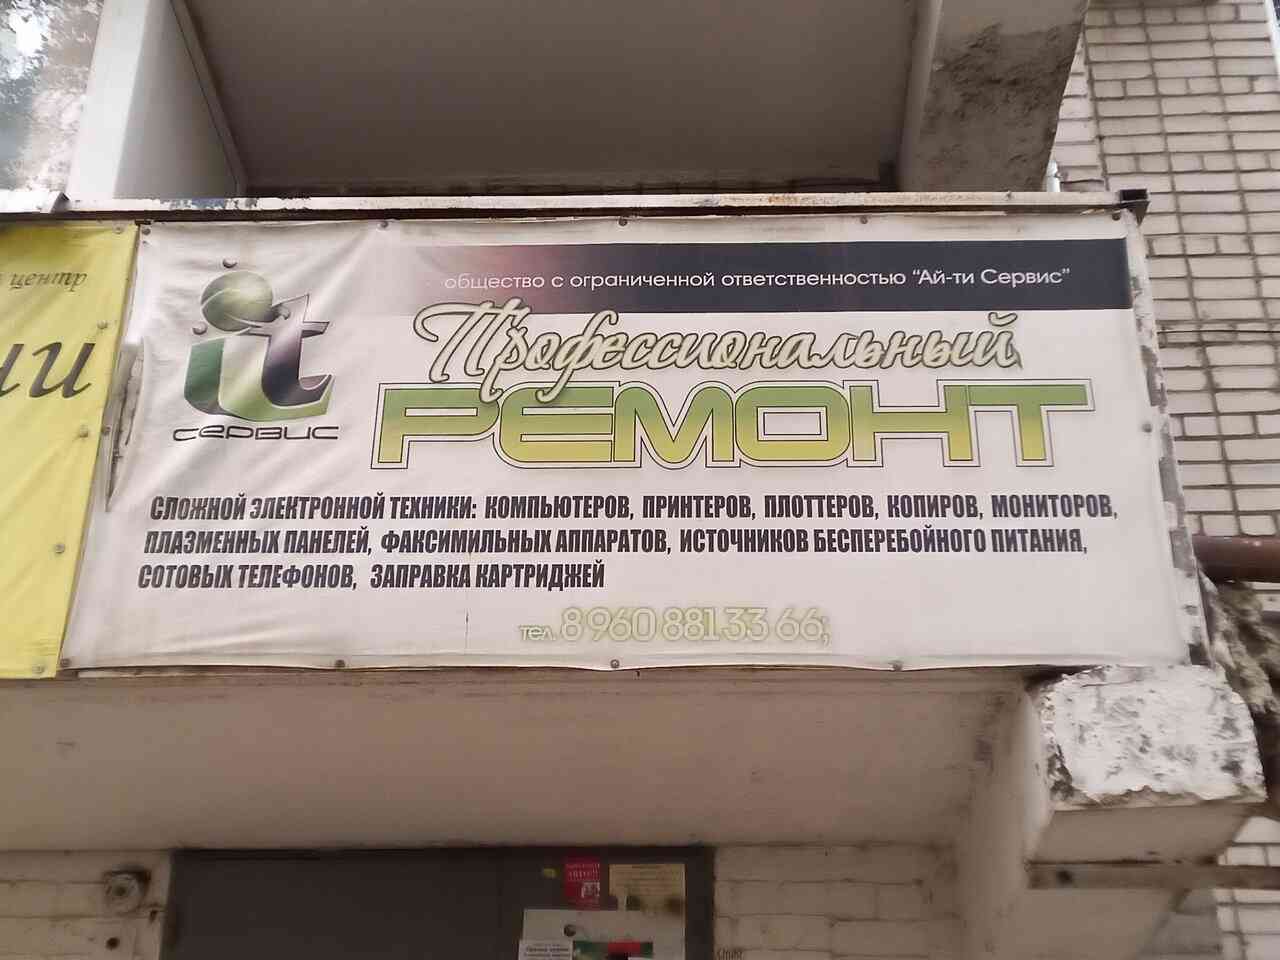 центр
ии
it
сервис
общество с ограниченной ответственностью "Ай-ти Сервис"
Профессиональный
РЕМОНТ
СЛОЖНОЙ ЭЛЕКТРОННОЙ ТЕХНИКИ: КОМПЬЮТЕРОВ, ПРИНТЕРОВ, ПЛОТТЕРОВ, КОПИРОВ, МОНИТОРОВ,
ПЛАЗМЕННЫХ ПАНЕЛЕЙ, ФАКСИМИЛЬНЫХ АППАРАТОВ, ИСТОЧНИКОВ БЕСПЕРЕБОЙНОГО ПИТАНИЯ,
СОТОВЫХ ТЕЛЕФОНОВ, ЗАПРАВКА КАРТРИДЖЕЙ
тел. 8 960 881 33 66;